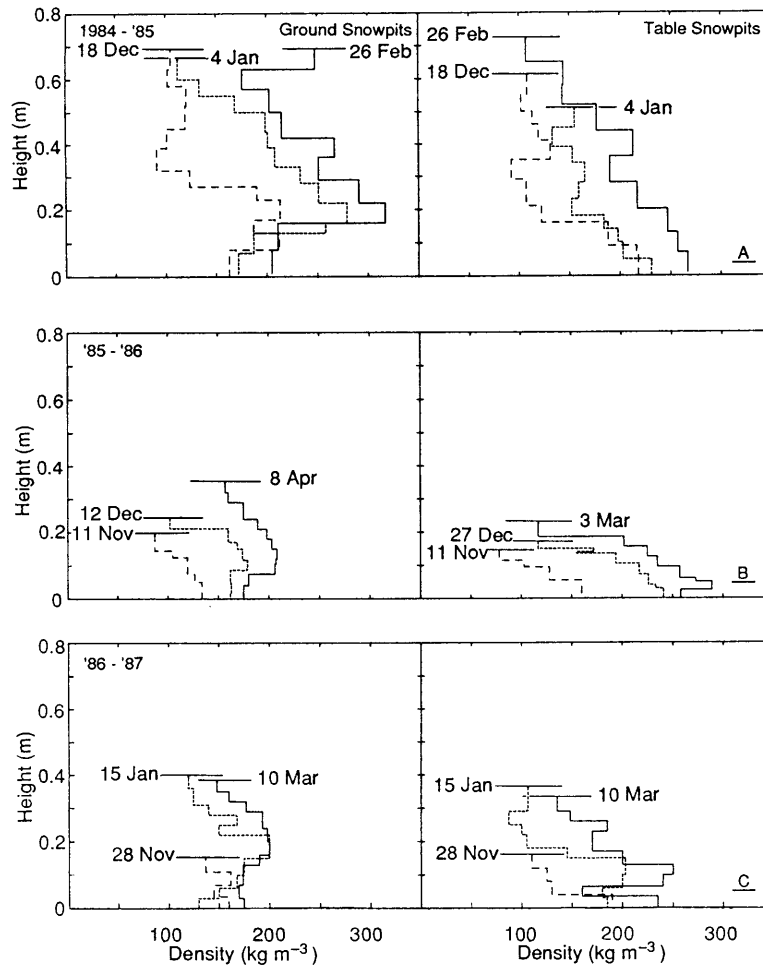 1984 - '85 Ground Snowpits Table Snowpits
18 Dec 4 Jan 26 Feb
26 Feb
18 Dec
4 Jan
0.8
0.6
0.4
0.2
0
Height (m)
A
'85 - '86
8 Apr
12 Dec
11 Nov
3 Mar
27 Dec
11 Nov
0.8
0.6
0.4
0.2
0
Height (m)
B
'86 - '87
15 Jan
10 Mar
28 Nov
15 Jan
10 Mar
28 Nov
0.8
0.6
0.4
0.2
0
Height (m)
C
100 200 300 100 200 300
Density (kg m⁻³) Density (kg m⁻³)